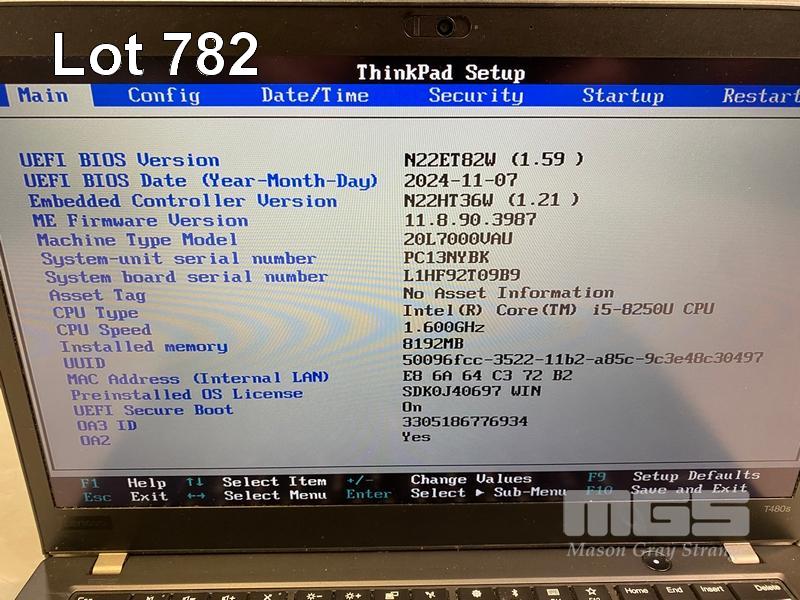 Lot 782
ThinkPad Setup
Main Config Date/Time Security Startup Restart
UEFI BIOS Version N22ET82W (1.59 )
UEFI BIOS Date (Year-Month-Day) 2024-11-07
Embedded Controller Version N22HT36W (1.21 )
ME Firmware Version 11.8.90.3987
Machine Type Model 20L7000VAU
System-unit serial number PC13NYBK
System board serial number L1HF92T09B9
Asset Tag No Asset Information
CPU Type Intel(R) Core(TM) i5-8250U CPU
CPU Speed 1.600GHz
Installed memory 8192MB
UUID 50096fcc-3522-11b2-a85c-9c3e48c30497
MAC Address (Internal LAN) E8 6A 64 C3 72 B2
Preinstalled OS License SDK0J40697 WIN
UEFI Secure Boot On
OA3 ID 3305186776934
OA2 Yes
F1 Help ↑↓ Select Item +/- Change Values F9 Setup Defaults
Esc Exit ←→ Select Menu Enter Select ▶ Sub-Menu F10 Save and Exit
MGS
T480s
Mason Gray Strange
Home End Insert Delete